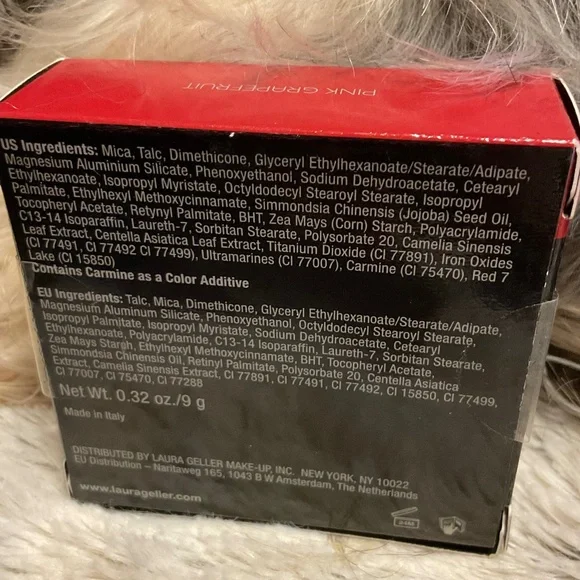 PINK GRAPEFRUIT
US Ingredients: Mica, Talc, Dimethicone, Glyceryl Ethylhexanoate/Stearate/Adipate,
Magnesium Aluminium Silicate, Phenoxyethanol, Sodium Dehydroacetate, Cetearyl
Ethylhexanoate, Isopropyl Myristate, Octyldodecyl Stearoyl Stearate, Isopropyl
Palmitate, Ethylhexyl Methoxycinnamate, Simmondsia Chinensis (Jojoba) Seed Oil,
Tocopheryl Acetate, Retynyl Palmitate, BHT, Zea Mays (Corn) Starch, Polyacrylamide,
C13-14 Isoparaffin, Laureth-7, Sorbitan Stearate, Polysorbate 20, Camelia Sinensis
Leaf Extract, Centella Asiatica Leaf Extract, Titanium Dioxide (CI 77891), Iron Oxides
(CI 77491, CI 77492 CI 77499), Ultramarines (CI 77007), Carmine (CI 75470), Red 7
Lake (CI 15850)
Contains Carmine as a Color Additive
EU Ingredients: Talc, Mica, Dimethicone, Glyceryl Ethylhexanoate/Stearate/Adipate,
Magnesium Aluminum Silicate, Phenoxyethanol, Octyldodecyl Stearoyl Stearate,
Isopropyl Palmitate, Isopropyl Myristate, Sodium Dehydroacetate, Cetearyl
Ethylhexanoate, Polyacrylamide, C13-14 Isoparaffin, Laureth-7, Sorbitan Stearate,
Zea Mays Starch, Ethylhexyl Methoxycinnamate, BHT, Tocopheryl Acetate,
Simmondsia Chinensis Oil, Retinyl Palmitate, Polysorbate 20, Centella Asiatica
Extract, Camelia Sinensis Extract, CI 77891, CI 77491, CI 77492, CI 15850, CI 77499,
CI 77007, CI 75470, CI 77288
Net Wt. 0.32 oz./9 g
Made in Italy
DISTRIBUTED BY LAURA GELLER MAKE-UP, INC. NEW YORK, NY 10022
EU Distribution – Naritaweg 165, 1043 B W Amsterdam, The Netherlands
www.laurageller.com